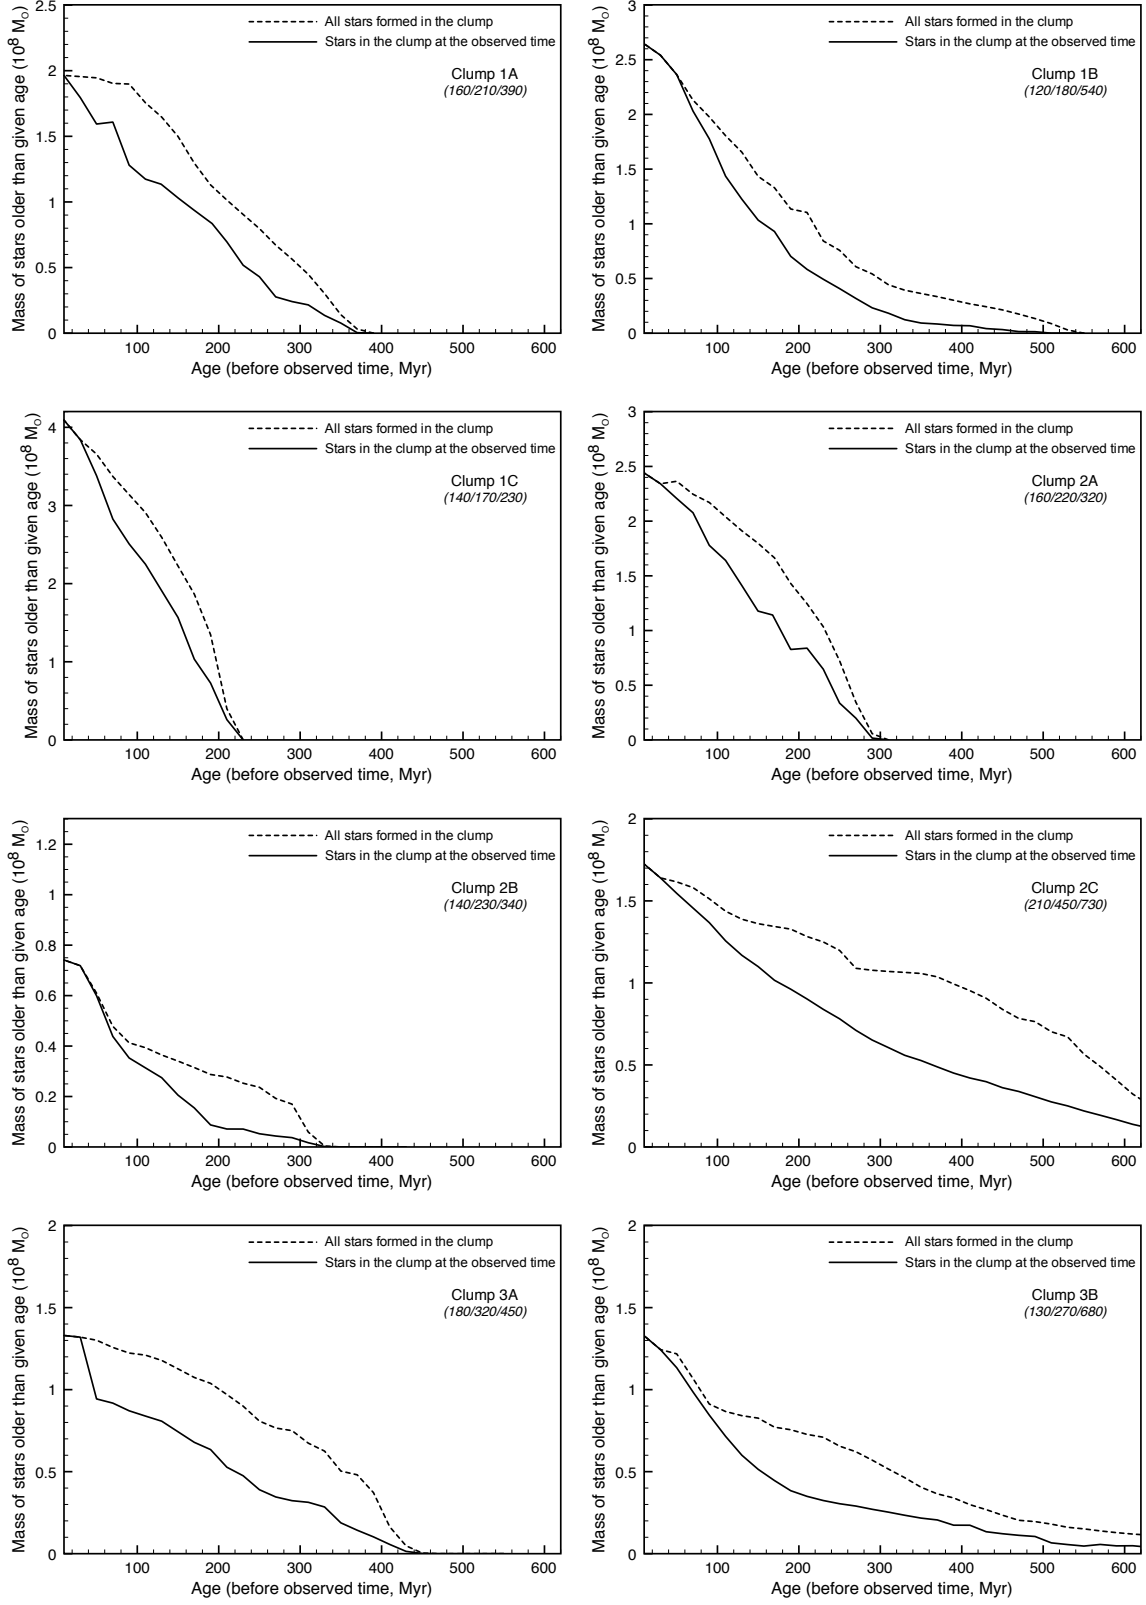 All stars formed in the clump
Stars in the clump at the observed time
Clump 1A
(160/210/390)
Mass of stars older than given age (10⁸ M⊙)
2.5
2
1.5
1
0.5
0
100 200 300 400 500 600
Age (before observed time, Myr)
All stars formed in the clump
Stars in the clump at the observed time
Clump 1B
(120/180/540)
Mass of stars older than given age (10⁸ M⊙)
3
2.5
2
1.5
1
0.5
0
100 200 300 400 500 600
Age (before observed time, Myr)
All stars formed in the clump
Stars in the clump at the observed time
Clump 1C
(140/170/230)
Mass of stars older than given age (10⁸ M⊙)
4
3
2
1
0
100 200 300 400 500 600
Age (before observed time, Myr)
All stars formed in the clump
Stars in the clump at the observed time
Clump 2A
(160/220/320)
Mass of stars older than given age (10⁸ M⊙)
3
2.5
2
1.5
1
0.5
0
100 200 300 400 500 600
Age (before observed time, Myr)
All stars formed in the clump
Stars in the clump at the observed time
Clump 2B
(140/230/340)
Mass of stars older than given age (10⁸ M⊙)
1.2
1
0.8
0.6
0.4
0.2
0
100 200 300 400 500 600
Age (before observed time, Myr)
All stars formed in the clump
Stars in the clump at the observed time
Clump 2C
(210/450/730)
Mass of stars older than given age (10⁸ M⊙)
2
1.5
1
0.5
0
100 200 300 400 500 600
Age (before observed time, Myr)
All stars formed in the clump
Stars in the clump at the observed time
Clump 3A
(180/320/450)
Mass of stars older than given age (10⁸ M⊙)
2
1.5
1
0.5
0
100 200 300 400 500 600
Age (before observed time, Myr)
All stars formed in the clump
Stars in the clump at the observed time
Clump 3B
(130/270/680)
Mass of stars older than given age (10⁸ M⊙)
2
1.5
1
0.5
0
100 200 300 400 500 600
Age (before observed time, Myr)